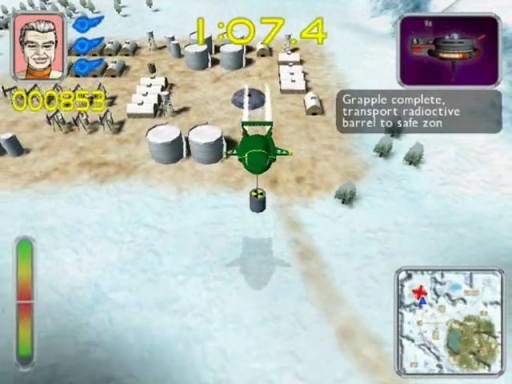 1:07.4
000853
Grapple complete,
transport radioctive
barrel to safe zon